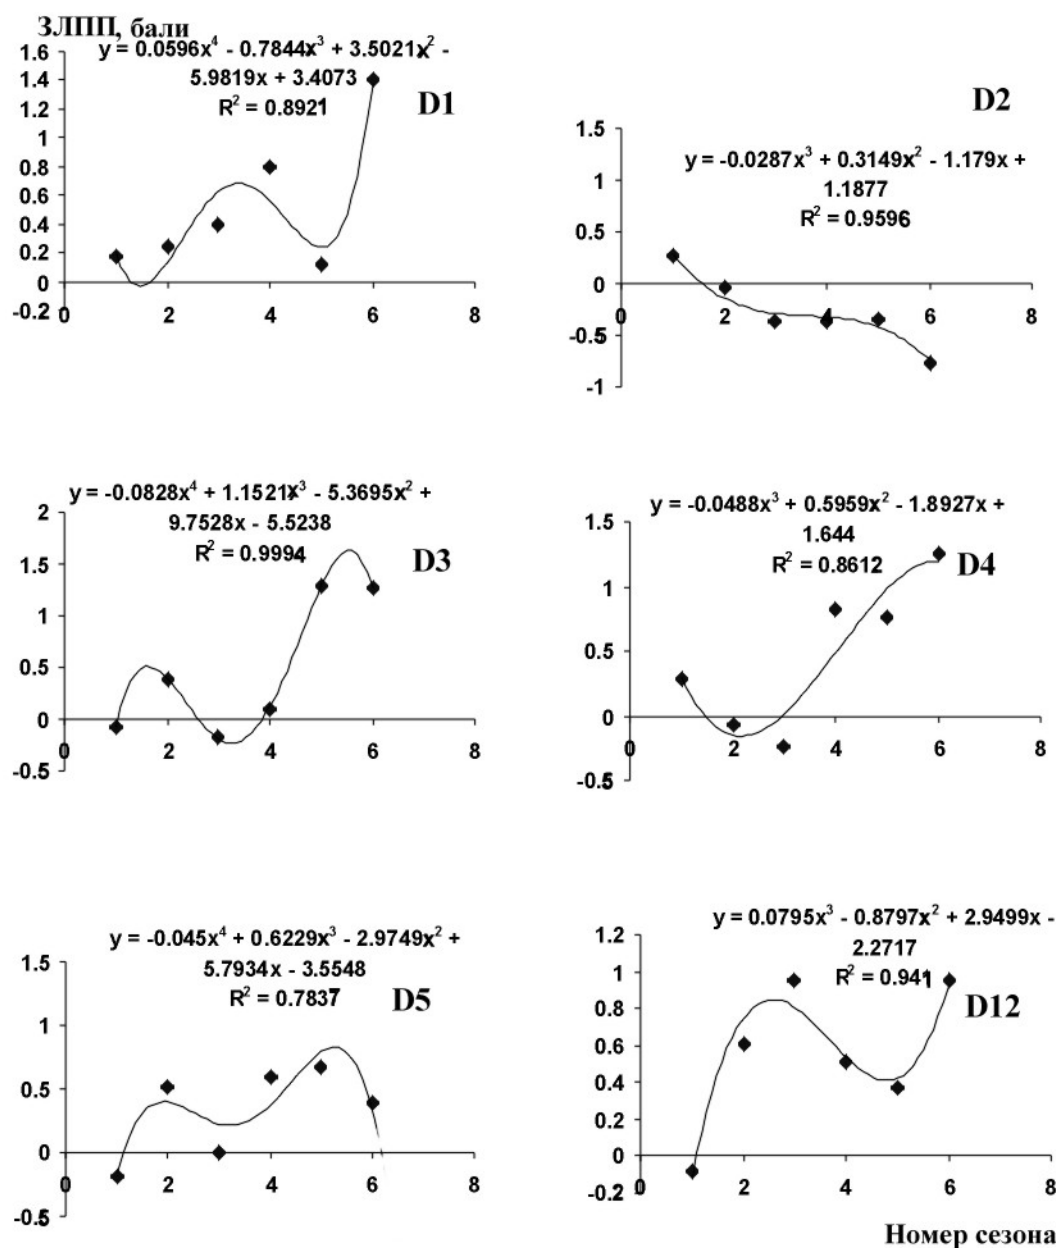 ЗЛПП, бали
y = 0.0596x⁴ - 0.7844x³ + 3.5021x² -
5.9819x + 3.4073
R² = 0.8921
D1
1.6
1.4
1.2
1
0.8
0.6
0.4
0.2
0
-0.2
0 2 4 6 8
D2
y = -0.0287x³ + 0.3149x² - 1.179x +
1.1877
R² = 0.9596
1.5
1
0.5
0
-0.5
-1
0 2 4 6 8
y = -0.0828x⁴ + 1.1521x³ - 5.3695x² +
9.7528x - 5.5238
R² = 0.9994
D3
2
1.5
1
0.5
0
-0.5
0 2 4 6 8
y = -0.0488x³ + 0.5959x² - 1.8927x +
1.644
R² = 0.8612
D4
1.5
1
0.5
0
-0.5
0 2 4 6 8
y = -0.045x⁴ + 0.6229x³ - 2.9749x² +
5.7934x - 3.5548
R² = 0.7837
D5
1.5
1
0.5
0
-0.5
0 2 4 6 8
y = 0.0795x³ - 0.8797x² + 2.9499x -
2.2717
R² = 0.941
D12
1.2
1
0.8
0.6
0.4
0.2
0
-0.2
0 2 4 6 8
Номер сезона